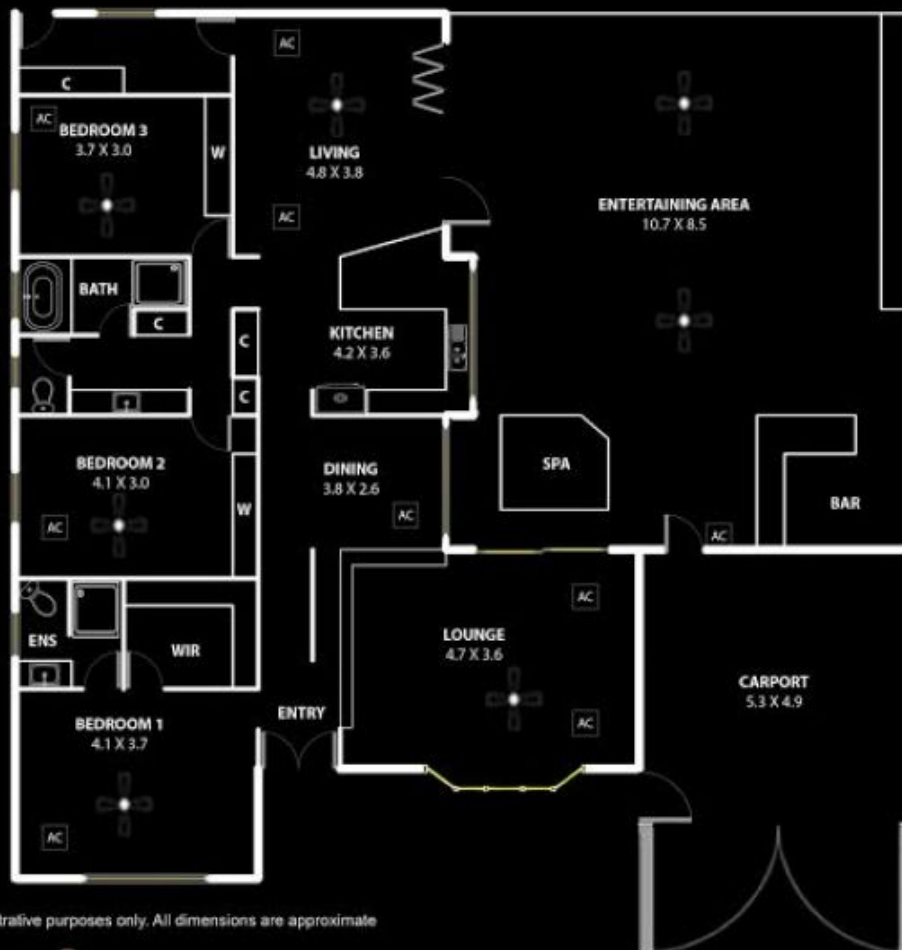 AC
C
AC
BEDROOM 3
3.7 X 3.0
W
LIVING
4.8 X 3.8
ENTERTAINING AREA
10.7 X 8.5
AC
BATH
C
KITCHEN
4.2 X 3.6
C
C
BEDROOM 2
4.1 X 3.0
DINING
3.8 X 2.6
SPA
BAR
AC
W
AC
AC
AC
ENS
WIR
LOUNGE
4.7 X 3.6
CARPORT
5.3 X 4.9
ENTRY
AC
BEDROOM 1
4.1 X 3.7
AC
trative purposes only. All dimensions are approximate